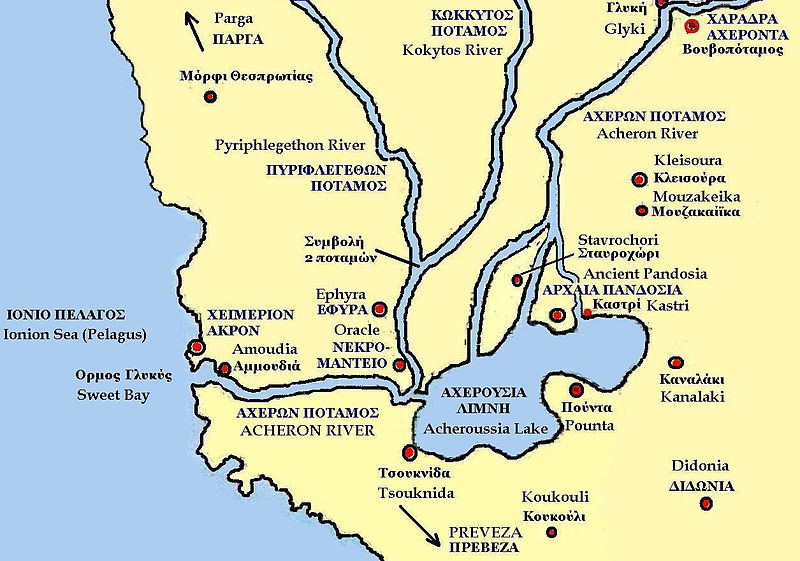 Parga
ΠΑΡΓΑ
Μόρφι Θεσπρωτίας
ΚΩΚΚΥΤΟΣ
ΠΟΤΑΜΟΣ
Kokytos River
Γλυκή
Glyki
ΧΑΡΑΔΡΑ
ΑΧΕΡΟΝΤΑ
Βουβοπόταμος
ΑΧΕΡΩΝ ΠΟΤΑΜΟΣ
Acheron River
Pyriphlegethon River
ΠΥΡΙΦΛΕΓΕΘΩΝ
ΠΟΤΑΜΟΣ
Kleisoura
Κλεισούρα
Mouzakeika
Μουζακαίϊκα
Συμβολή
2 ποταμών
Stavrochori
Σταυροχώρι
Ancient Pandosia
ΑΡΧΑΙΑ ΠΑΝΔΟΣΙΑ
Καστρί Kastri
Ephyra
ΕΦΥΡΑ
Oracle
ΝΕΚΡΟ-
ΜΑΝΤΕΙΟ
ΙΟΝΙΟ ΠΕΛΑΓΟΣ
Ionion Sea (Pelagus)
ΧΕΙΜΕΡΙΟΝ
ΑΚΡΟΝ
Amoudia
Αμμουδιά
Ορμος Γλυκύς
Sweet Bay
ΑΧΕΡΩΝ ΠΟΤΑΜΟΣ
ACHERON RIVER
ΑΧΕΡΟΥΣΙΑ
ΛΙΜΝΗ
Acheroussia Lake
Πούντα
Pounta
Καναλάκι
Kanalaki
Τσουκνίδα
Tsouknida
Didonia
ΔΙΔΩΝΙΑ
Koukouli
Κουκούλι
PREVEZA
ΠΡΕΒΕΖΑ